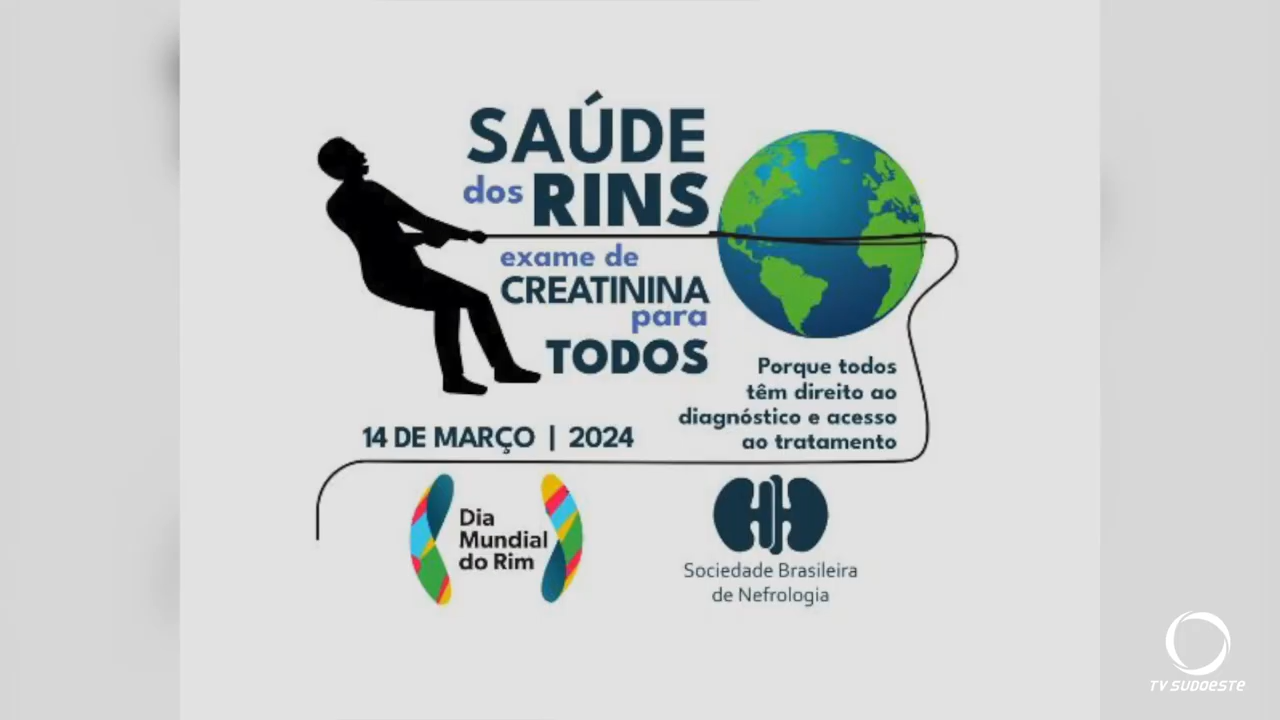 SAÚDE
dos RINS
exame de
CREATININA
para
TODOS
Porque todos
têm direito ao
diagnóstico e acesso
ao tratamento
14 DE MARÇO | 2024
Dia
Mundial
do Rim
Sociedade Brasileira
de Nefrologia
TV SUDOESTE